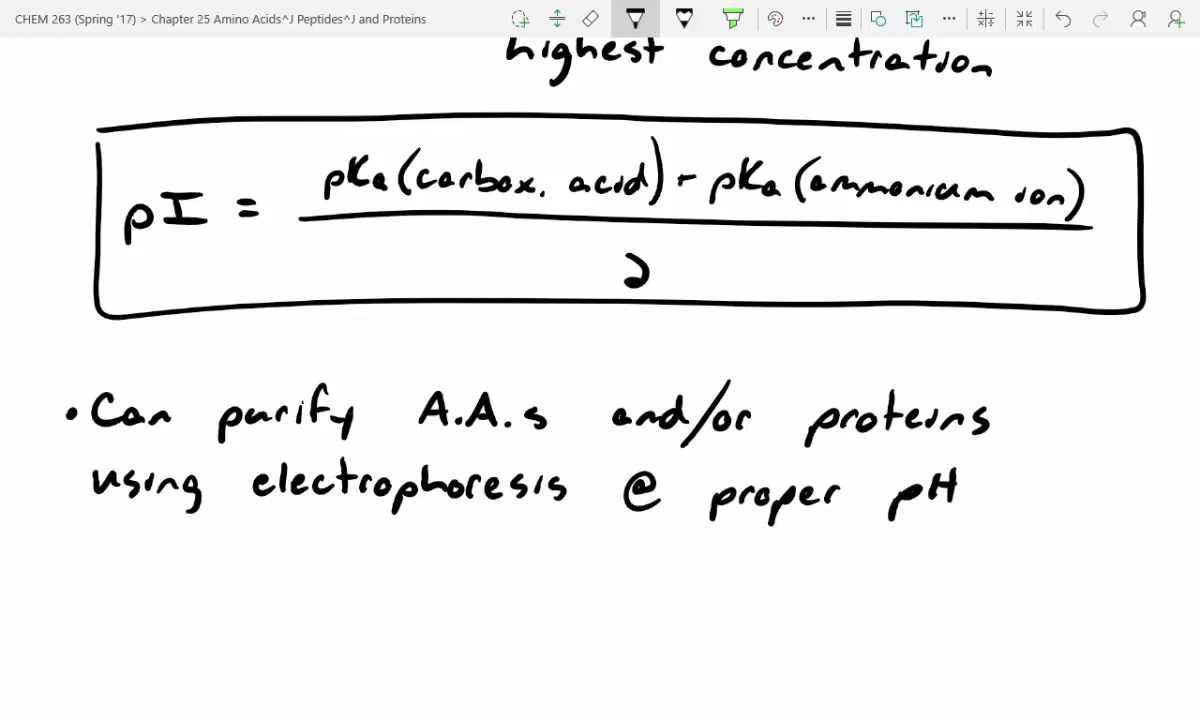 CHEM 263 (Spring '17) > Chapter 25 Amino Acids^J Peptides^J and Proteins
highest concentration
pI = pKa (carbox. acid) - pKa (ammonium ion)
2
• Can purify A.A.s and/or proteins
using electrophoresis @ proper pH